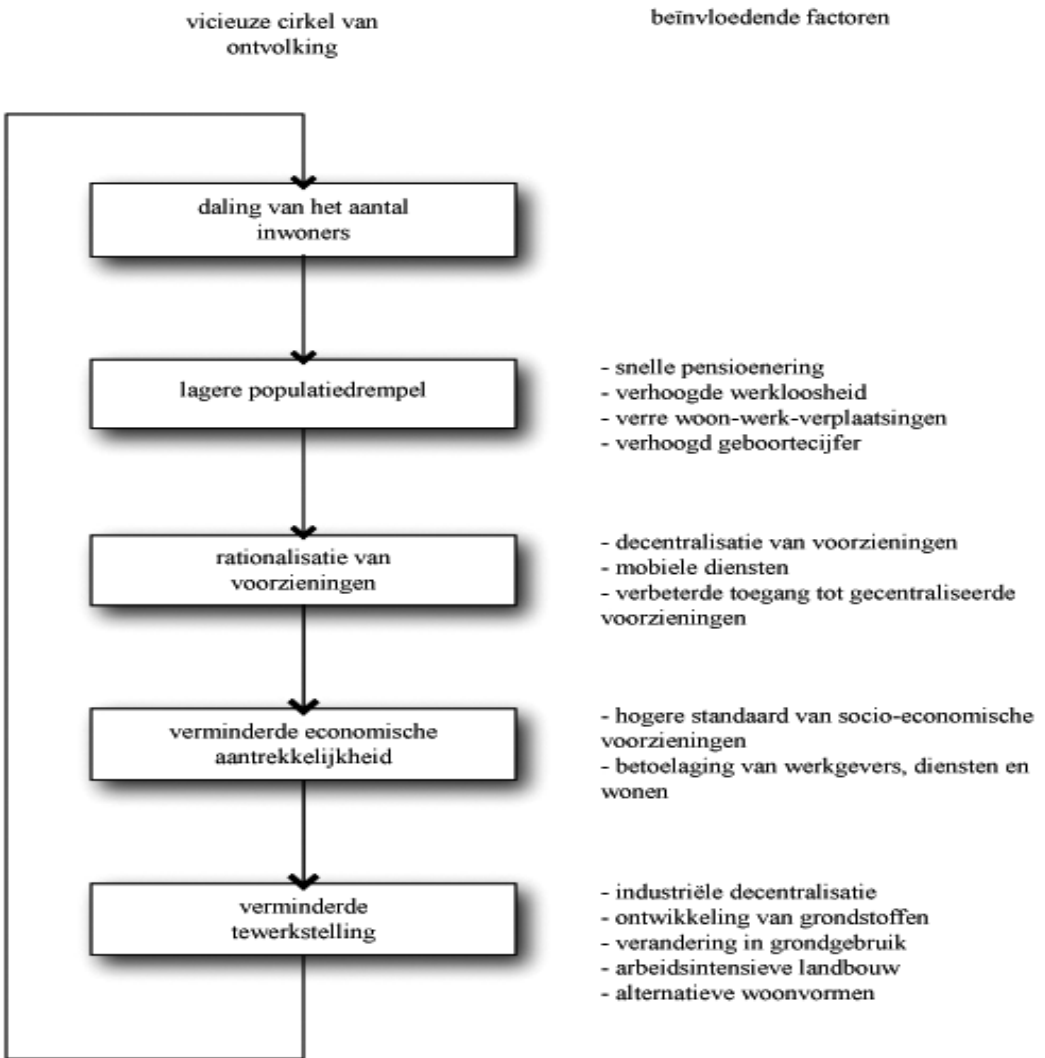 vicieuze cirkel van
ontvolking
beïnvloedende factoren
daling van het aantal
inwoners
lagere populatiedrempel
- snelle pensioenering
- verhoogde werkloosheid
- verre woon-werk-verplaatsingen
- verhoogd geboortecijfer
rationalisatie van
voorzieningen
- decentralisatie van voorzieningen
- mobiele diensten
- verbeterde toegang tot gecentraliseerde
voorzieningen
verminderde economische
aantrekkelijkheid
- hogere standaard van socio-economische
voorzieningen
- betoelaging van werkgevers, diensten en
wonen
verminderde
tewerkstelling
- industriële decentralisatie
- ontwikkeling van grondstoffen
- verandering in grondgebruik
- arbeidsintensieve landbouw
- alternatieve woonvormen